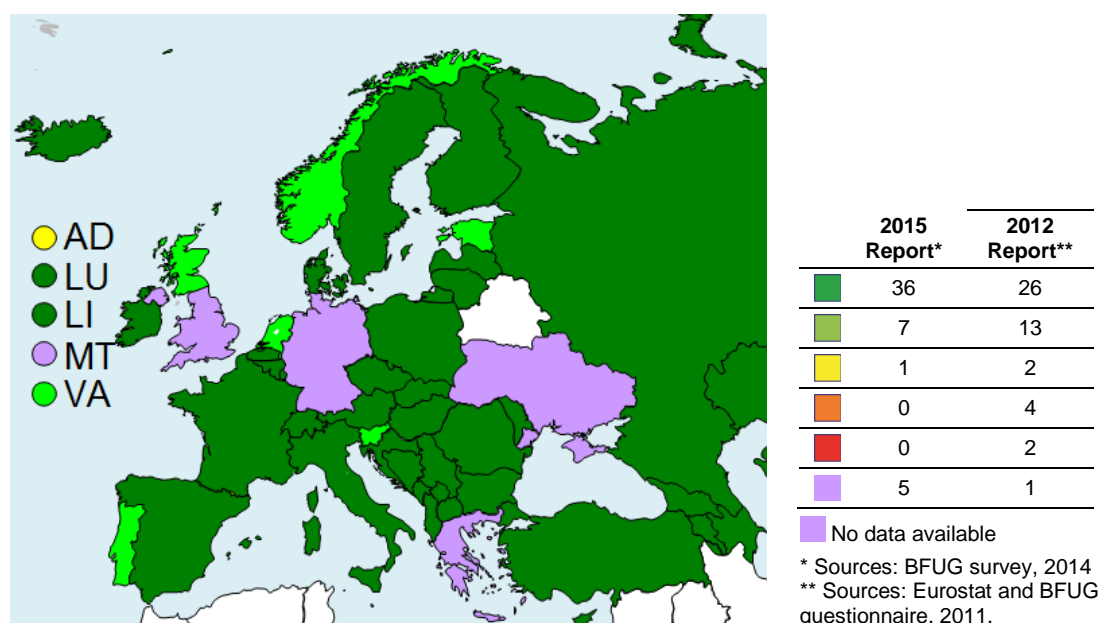 AD
LU
LI
MT
VA
2015 2012
Report* Report**
36 26
7 13
1 2
0 4
0 2
5 1
No data available
* Sources: BFUG survey, 2014
** Sources: Eurostat and BFUG
questionnaire, 2011.